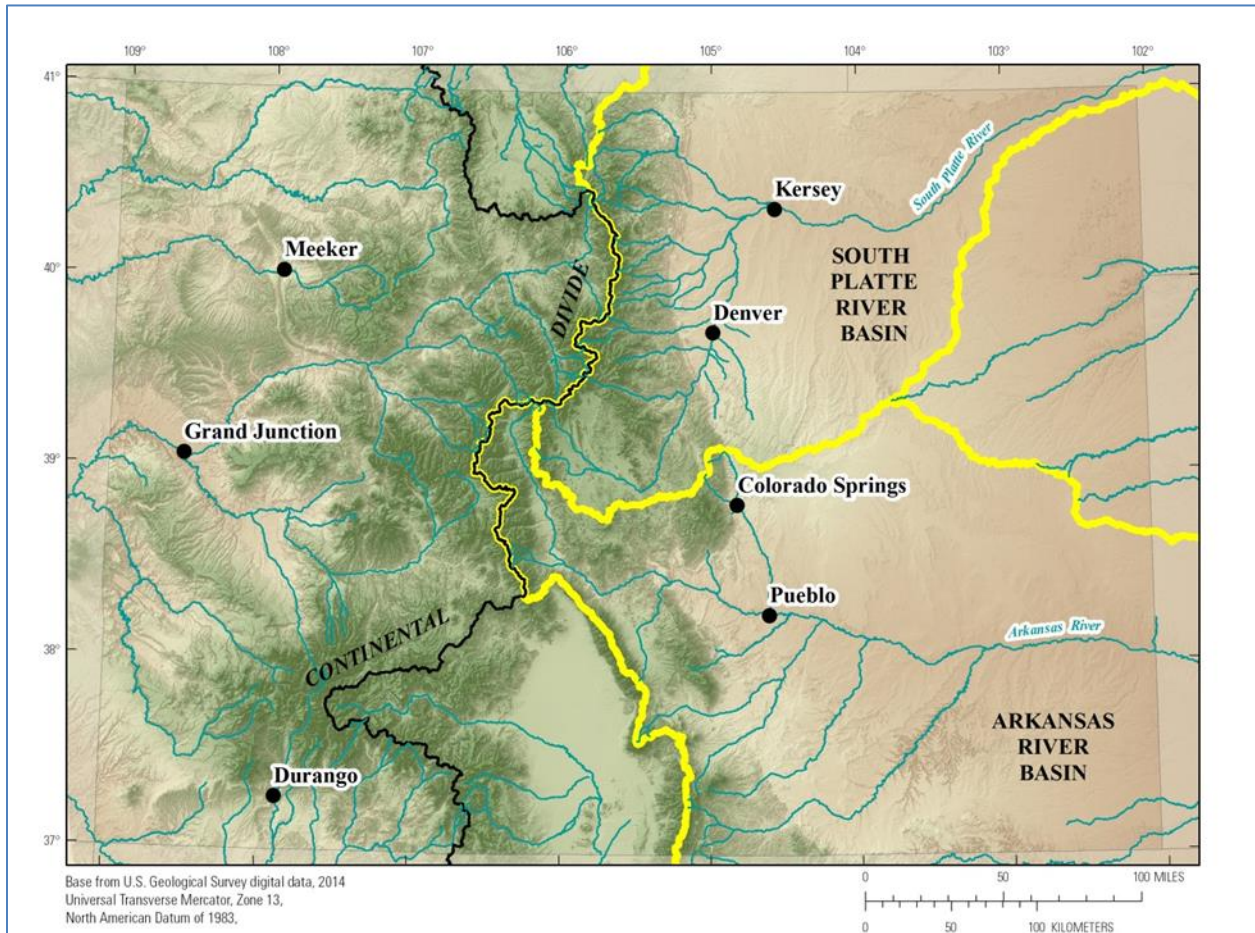 109° 108° 107° 106° 105° 104° 103° 102°
41°
South Platte River
Kersey
Meeker
40°
SOUTH
PLATTE
RIVER
BASIN
DIVIDE
Denver
Grand Junction
39°
Colorado Springs
Pueblo
Arkansas River
38°
CONTINENTAL
ARKANSAS
RIVER
BASIN
Durango
37°
Base from U.S. Geological Survey digital data, 2014
Universal Transverse Mercator, Zone 13,
North American Datum of 1983,
0 50 100 MILES
0 50 100 KILOMETERS